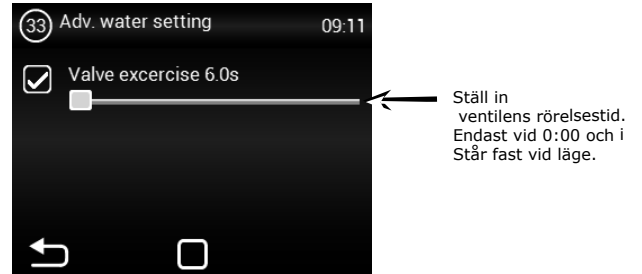 33 Adv. water setting 09:11
Valve excercise 6.0s
Ställ in
ventilens rörelsestid.
Endast vid 0:00 och i
Står fast vid läge.